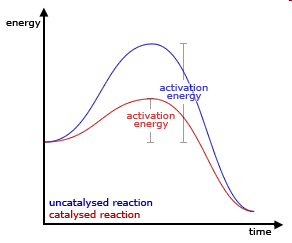 energy
activation
energy
activation
energy
uncatalysed reaction
catalysed reaction
time